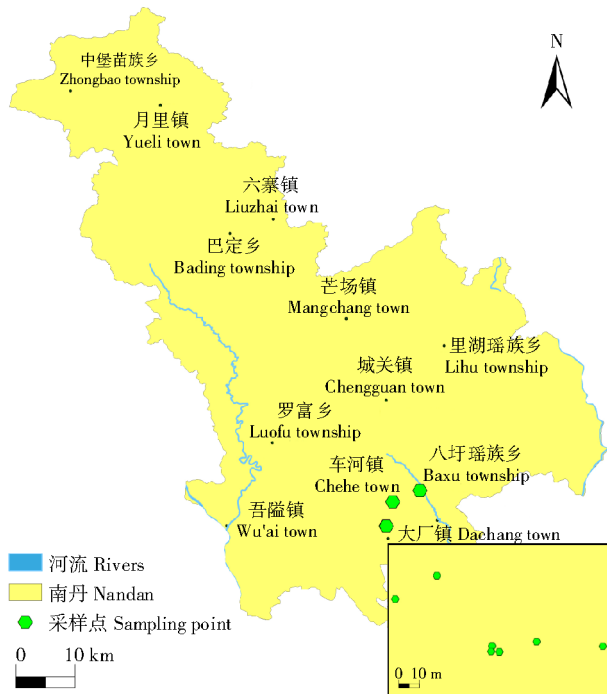 中堡苗族乡
Zhongbao township
N
月里镇
Yueli town
六寨镇
Liuzhai town
巴定乡
Bading township
芒场镇
Mangchang town
里湖瑶族乡
Lihu township
城关镇
Chengguan town
罗富乡
Luofu township
八圩瑶族乡
Baxu township
车河镇
Chehe town
吾隘镇
Wu'ai town
大厂镇 Dachang town
河流 Rivers
南丹 Nandan
采样点 Sampling point
0 10 km
0 10 m